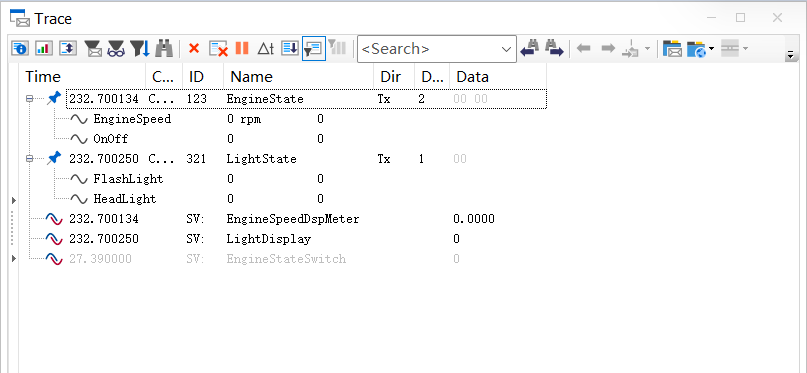 Trace
Δt <Search>
Time C... ID Name Dir D... Data
232.700134 C... 123 EngineState Tx 2 00 00
EngineSpeed 0 rpm 0
OnOff 0 0
232.700250 C... 321 LightState Tx 1 00
FlashLight 0 0
HeadLight 0 0
232.700134 SV: EngineSpeedDspMeter 0.0000
232.700250 SV: LightDisplay 0
27.390000 SV: EngineStateSwitch 0